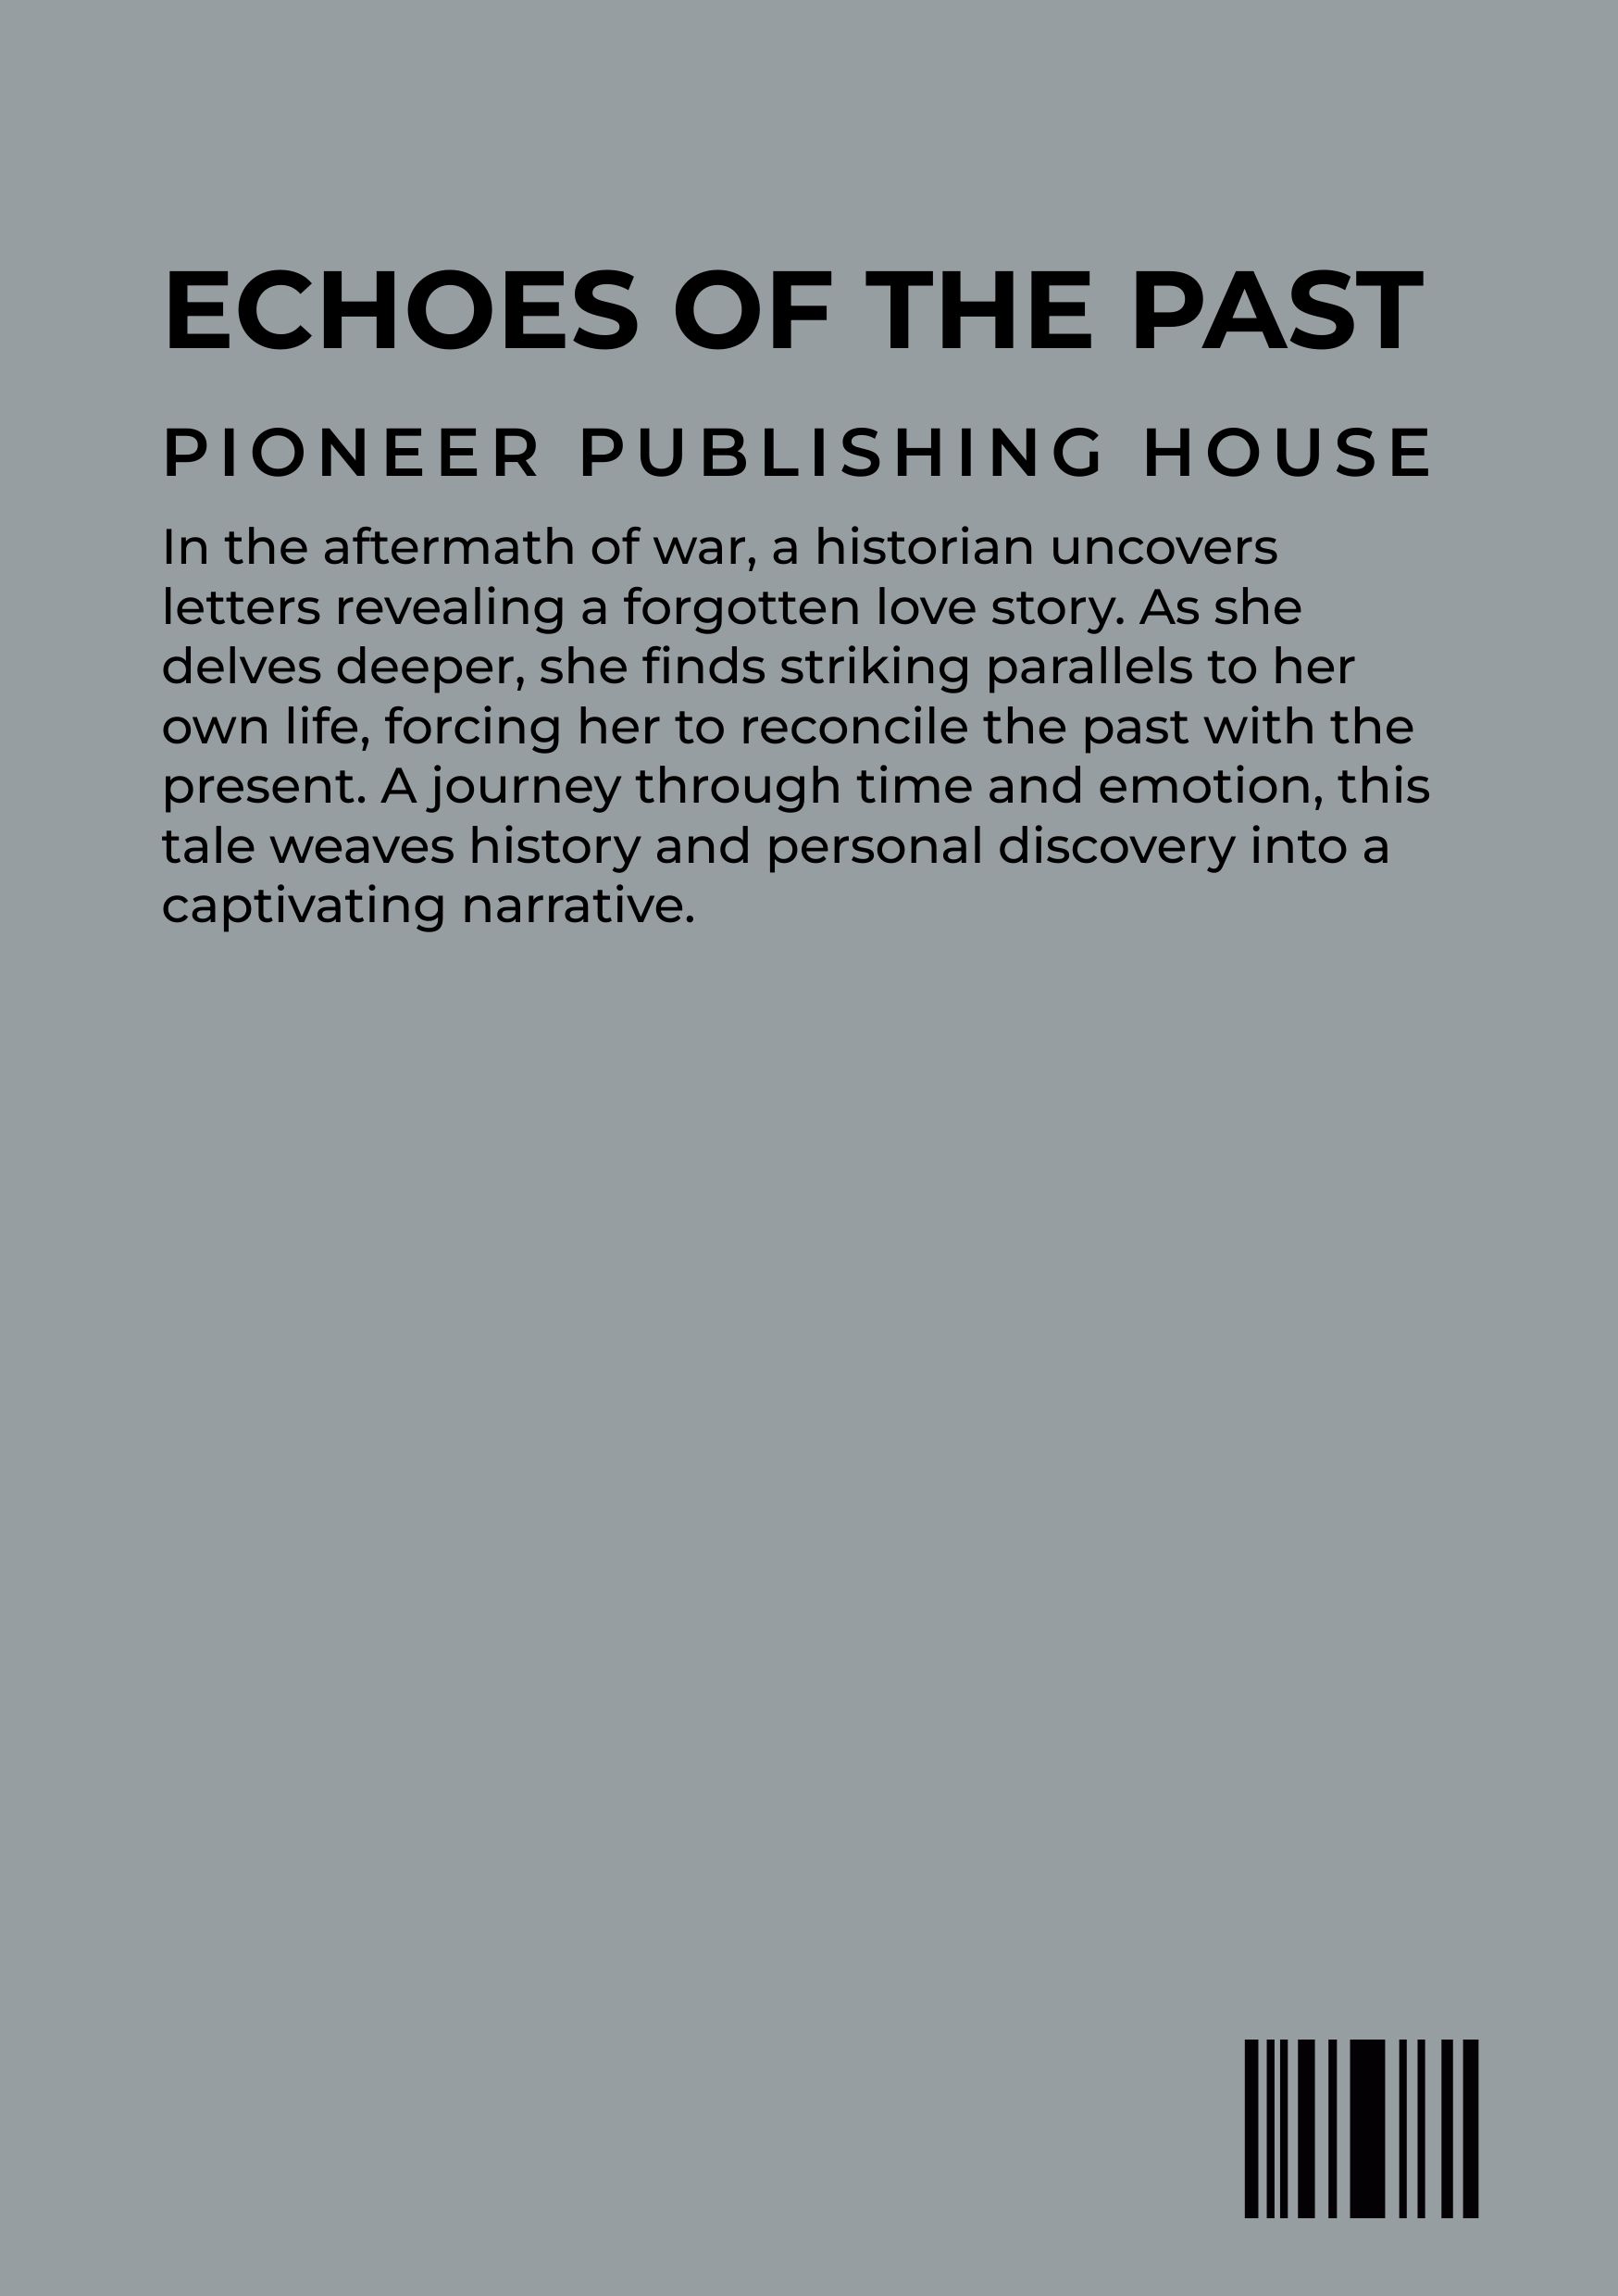 ECHOES OF THE PAST
PIONEER PUBLISHING HOUSE
In the aftermath of war, a historian uncovers
letters revealing a forgotten love story. As she
delves deeper, she finds striking parallels to her
own life, forcing her to reconcile the past with the
present. A journey through time and emotion, this
tale weaves history and personal discovery into a
captivating narrative.